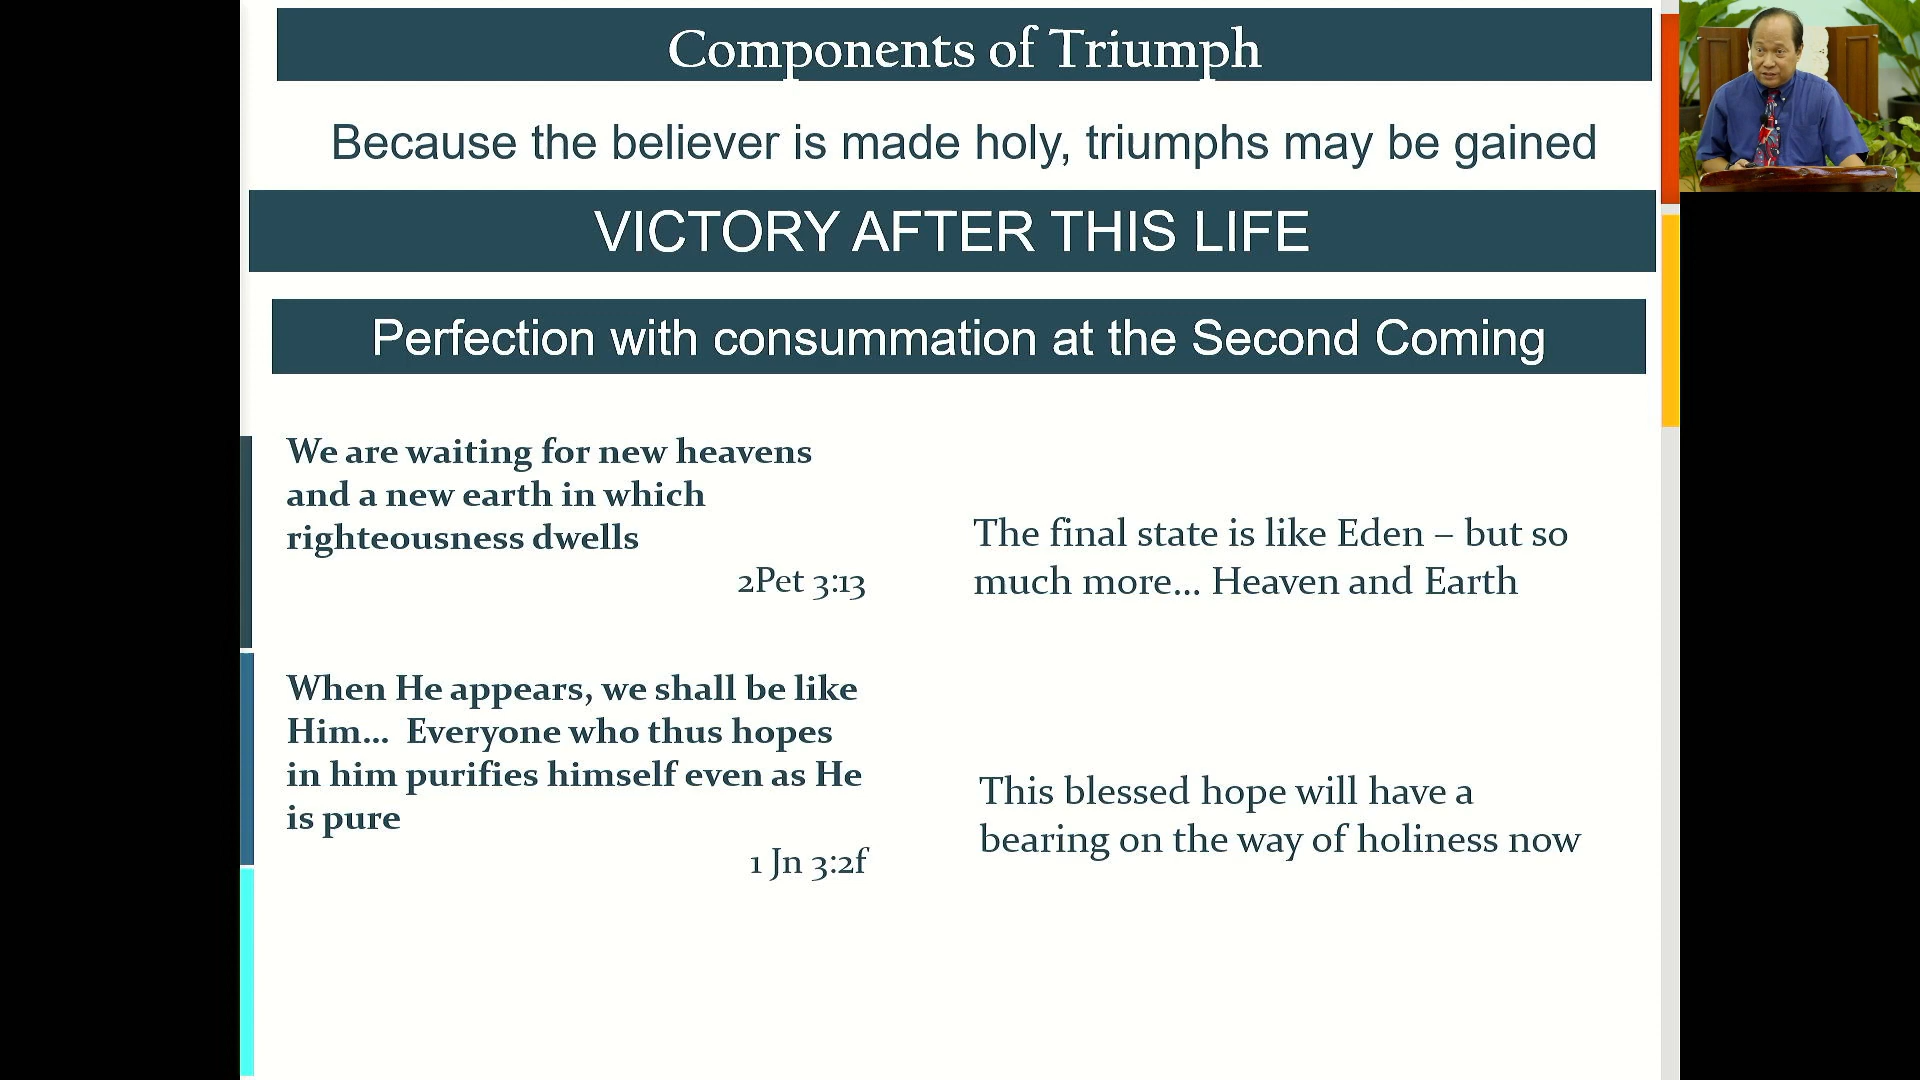 Components of Triumph
Because the believer is made holy, triumphs may be gained
VICTORY AFTER THIS LIFE
Perfection with consummation at the Second Coming
We are waiting for new heavens
and a new earth in which
righteousness dwells
2Pet 3:13
The final state is like Eden – but so
much more... Heaven and Earth
When He appears, we shall be like
Him...  Everyone who thus hopes
in him purifies himself even as He
is pure
1 Jn 3:2f
This blessed hope will have a
bearing on the way of holiness now